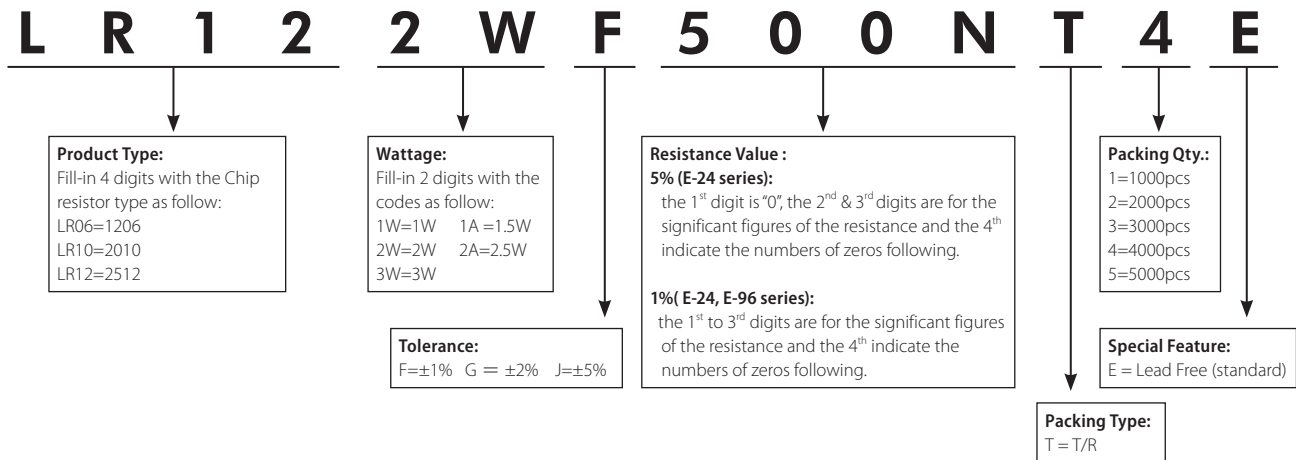 L R 1 2 2 W F 5 0 0 N T 4 E
Product Type:
Fill-in 4 digits with the Chip
resistor type as follow:
LR06=1206
LR10=2010
LR12=2512
Wattage:
Fill-in 2 digits with the
codes as follow:
1W=1W 1A =1.5W
2W=2W 2A=2.5W
3W=3W
Tolerance:
F=±1% G = ±2% J=±5%
Resistance Value :
5% (E-24 series):
the 1st digit is "0", the 2nd & 3rd digits are for the
significant figures of the resistance and the 4th
indicate the numbers of zeros following.
1%( E-24, E-96 series):
the 1st to 3rd digits are for the significant figures
of the resistance and the 4th indicate the
numbers of zeros following.
Packing Qty.:
1=1000pcs
2=2000pcs
3=3000pcs
4=4000pcs
5=5000pcs
Special Feature:
E = Lead Free (standard)
Packing Type:
T = T/R